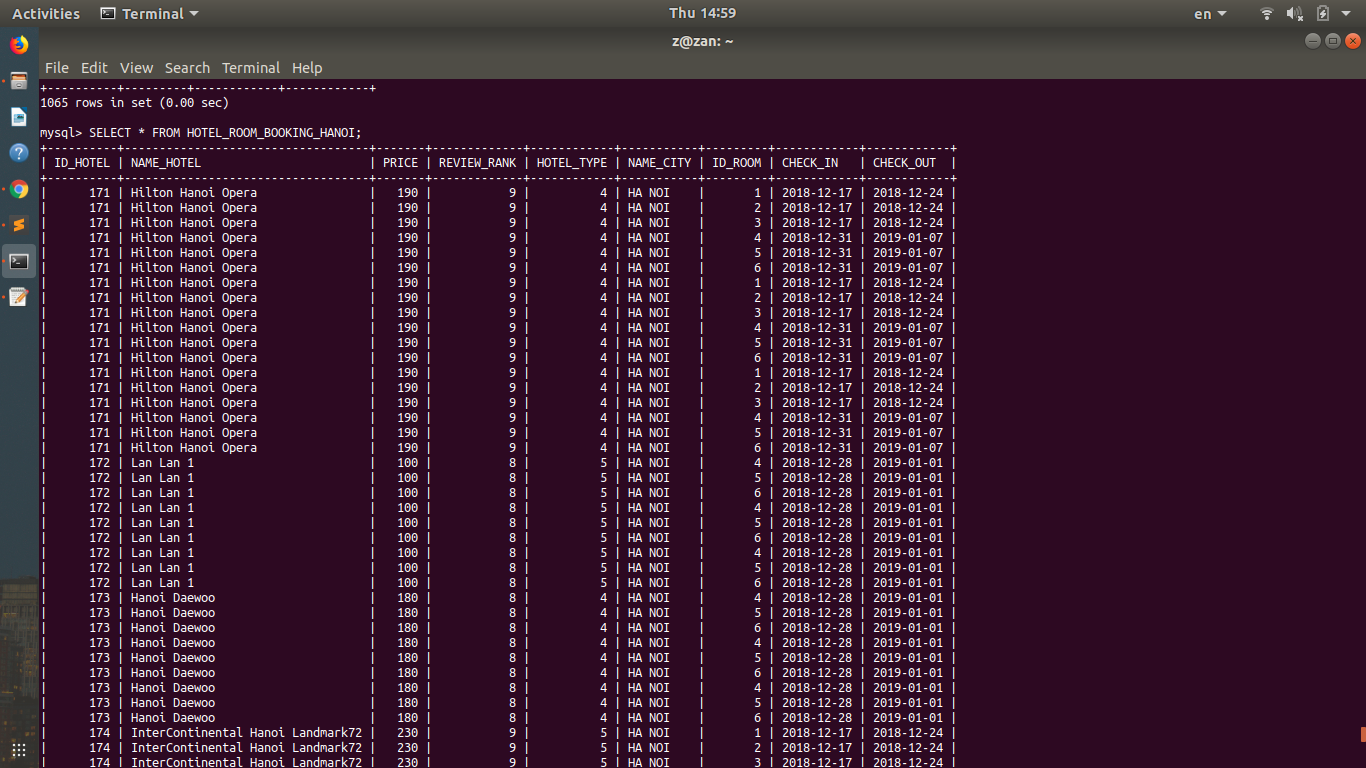 Activities Terminal Thu 14:59 en
z@zan: ~
File Edit View Search Terminal Help
+----------+---------+------------+------------+
1065 rows in set (0.00 sec)
mysql> SELECT * FROM HOTEL_ROOM_BOOKING_HANOI;
+----------+----------------------------------+-------+-------------+------------+-----------+---------+------------+------------+
| ID_HOTEL | NAME_HOTEL                       | PRICE | REVIEW_RANK | HOTEL_TYPE | NAME_CITY | ID_ROOM | CHECK_IN   | CHECK_OUT  |
+----------+----------------------------------+-------+-------------+------------+-----------+---------+------------+------------+
|      171 | Hilton Hanoi Opera               |   190 |           9 |          4 | HA NOI    |       1 | 2018-12-17 | 2018-12-24 |
|      171 | Hilton Hanoi Opera               |   190 |           9 |          4 | HA NOI    |       2 | 2018-12-17 | 2018-12-24 |
|      171 | Hilton Hanoi Opera               |   190 |           9 |          4 | HA NOI    |       3 | 2018-12-17 | 2018-12-24 |
|      171 | Hilton Hanoi Opera               |   190 |           9 |          4 | HA NOI    |       4 | 2018-12-31 | 2019-01-07 |
|      171 | Hilton Hanoi Opera               |   190 |           9 |          4 | HA NOI    |       5 | 2018-12-31 | 2019-01-07 |
|      171 | Hilton Hanoi Opera               |   190 |           9 |          4 | HA NOI    |       6 | 2018-12-31 | 2019-01-07 |
|      171 | Hilton Hanoi Opera               |   190 |           9 |          4 | HA NOI    |       1 | 2018-12-17 | 2018-12-24 |
|      171 | Hilton Hanoi Opera               |   190 |           9 |          4 | HA NOI    |       2 | 2018-12-17 | 2018-12-24 |
|      171 | Hilton Hanoi Opera               |   190 |           9 |          4 | HA NOI    |       3 | 2018-12-17 | 2018-12-24 |
|      171 | Hilton Hanoi Opera               |   190 |           9 |          4 | HA NOI    |       4 | 2018-12-31 | 2019-01-07 |
|      171 | Hilton Hanoi Opera               |   190 |           9 |          4 | HA NOI    |       5 | 2018-12-31 | 2019-01-07 |
|      171 | Hilton Hanoi Opera               |   190 |           9 |          4 | HA NOI    |       6 | 2018-12-31 | 2019-01-07 |
|      171 | Hilton Hanoi Opera               |   190 |           9 |          4 | HA NOI    |       1 | 2018-12-17 | 2018-12-24 |
|      171 | Hilton Hanoi Opera               |   190 |           9 |          4 | HA NOI    |       2 | 2018-12-17 | 2018-12-24 |
|      171 | Hilton Hanoi Opera               |   190 |           9 |          4 | HA NOI    |       3 | 2018-12-17 | 2018-12-24 |
|      171 | Hilton Hanoi Opera               |   190 |           9 |          4 | HA NOI    |       4 | 2018-12-31 | 2019-01-07 |
|      171 | Hilton Hanoi Opera               |   190 |           9 |          4 | HA NOI    |       5 | 2018-12-31 | 2019-01-07 |
|      171 | Hilton Hanoi Opera               |   190 |           9 |          4 | HA NOI    |       6 | 2018-12-31 | 2019-01-07 |
|      172 | Lan Lan 1                        |   100 |           8 |          5 | HA NOI    |       4 | 2018-12-28 | 2019-01-01 |
|      172 | Lan Lan 1                        |   100 |           8 |          5 | HA NOI    |       5 | 2018-12-28 | 2019-01-01 |
|      172 | Lan Lan 1                        |   100 |           8 |          5 | HA NOI    |       6 | 2018-12-28 | 2019-01-01 |
|      172 | Lan Lan 1                        |   100 |           8 |          5 | HA NOI    |       4 | 2018-12-28 | 2019-01-01 |
|      172 | Lan Lan 1                        |   100 |           8 |          5 | HA NOI    |       5 | 2018-12-28 | 2019-01-01 |
|      172 | Lan Lan 1                        |   100 |           8 |          5 | HA NOI    |       6 | 2018-12-28 | 2019-01-01 |
|      172 | Lan Lan 1                        |   100 |           8 |          5 | HA NOI    |       4 | 2018-12-28 | 2019-01-01 |
|      172 | Lan Lan 1                        |   100 |           8 |          5 | HA NOI    |       5 | 2018-12-28 | 2019-01-01 |
|      172 | Lan Lan 1                        |   100 |           8 |          5 | HA NOI    |       6 | 2018-12-28 | 2019-01-01 |
|      173 | Hanoi Daewoo                     |   180 |           8 |          4 | HA NOI    |       4 | 2018-12-28 | 2019-01-01 |
|      173 | Hanoi Daewoo                     |   180 |           8 |          4 | HA NOI    |       5 | 2018-12-28 | 2019-01-01 |
|      173 | Hanoi Daewoo                     |   180 |           8 |          4 | HA NOI    |       6 | 2018-12-28 | 2019-01-01 |
|      173 | Hanoi Daewoo                     |   180 |           8 |          4 | HA NOI    |       4 | 2018-12-28 | 2019-01-01 |
|      173 | Hanoi Daewoo                     |   180 |           8 |          4 | HA NOI    |       5 | 2018-12-28 | 2019-01-01 |
|      173 | Hanoi Daewoo                     |   180 |           8 |          4 | HA NOI    |       6 | 2018-12-28 | 2019-01-01 |
|      173 | Hanoi Daewoo                     |   180 |           8 |          4 | HA NOI    |       4 | 2018-12-28 | 2019-01-01 |
|      173 | Hanoi Daewoo                     |   180 |           8 |          4 | HA NOI    |       5 | 2018-12-28 | 2019-01-01 |
|      173 | Hanoi Daewoo                     |   180 |           8 |          4 | HA NOI    |       6 | 2018-12-28 | 2019-01-01 |
|      174 | InterContinental Hanoi Landmark72 |   230 |           9 |          5 | HA NOI    |       1 | 2018-12-17 | 2018-12-24 |
|      174 | InterContinental Hanoi Landmark72 |   230 |           9 |          5 | HA NOI    |       2 | 2018-12-17 | 2018-12-24 |
|      174 | InterContinental Hanoi Landmark72 |   230 |           9 |          5 | HA NOI    |       3 | 2018-12-17 | 2018-12-24 |